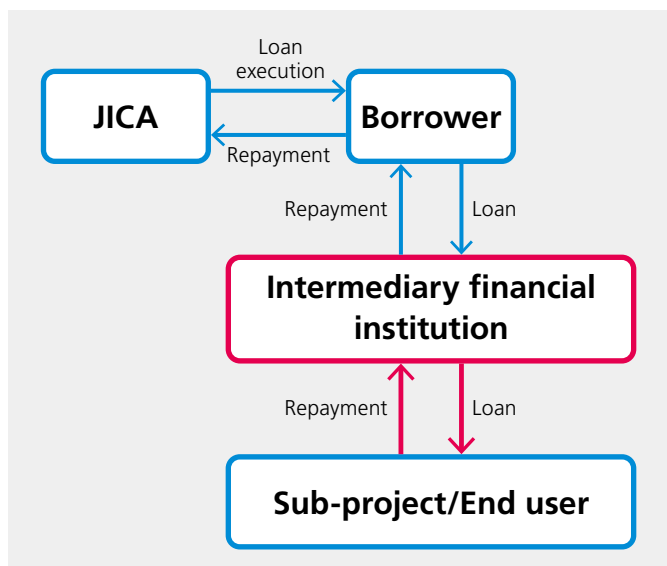 Loan
execution
JICA
Borrower
Repayment
Repayment
Loan
Intermediary financial
institution
Repayment
Loan
Sub-project/End user